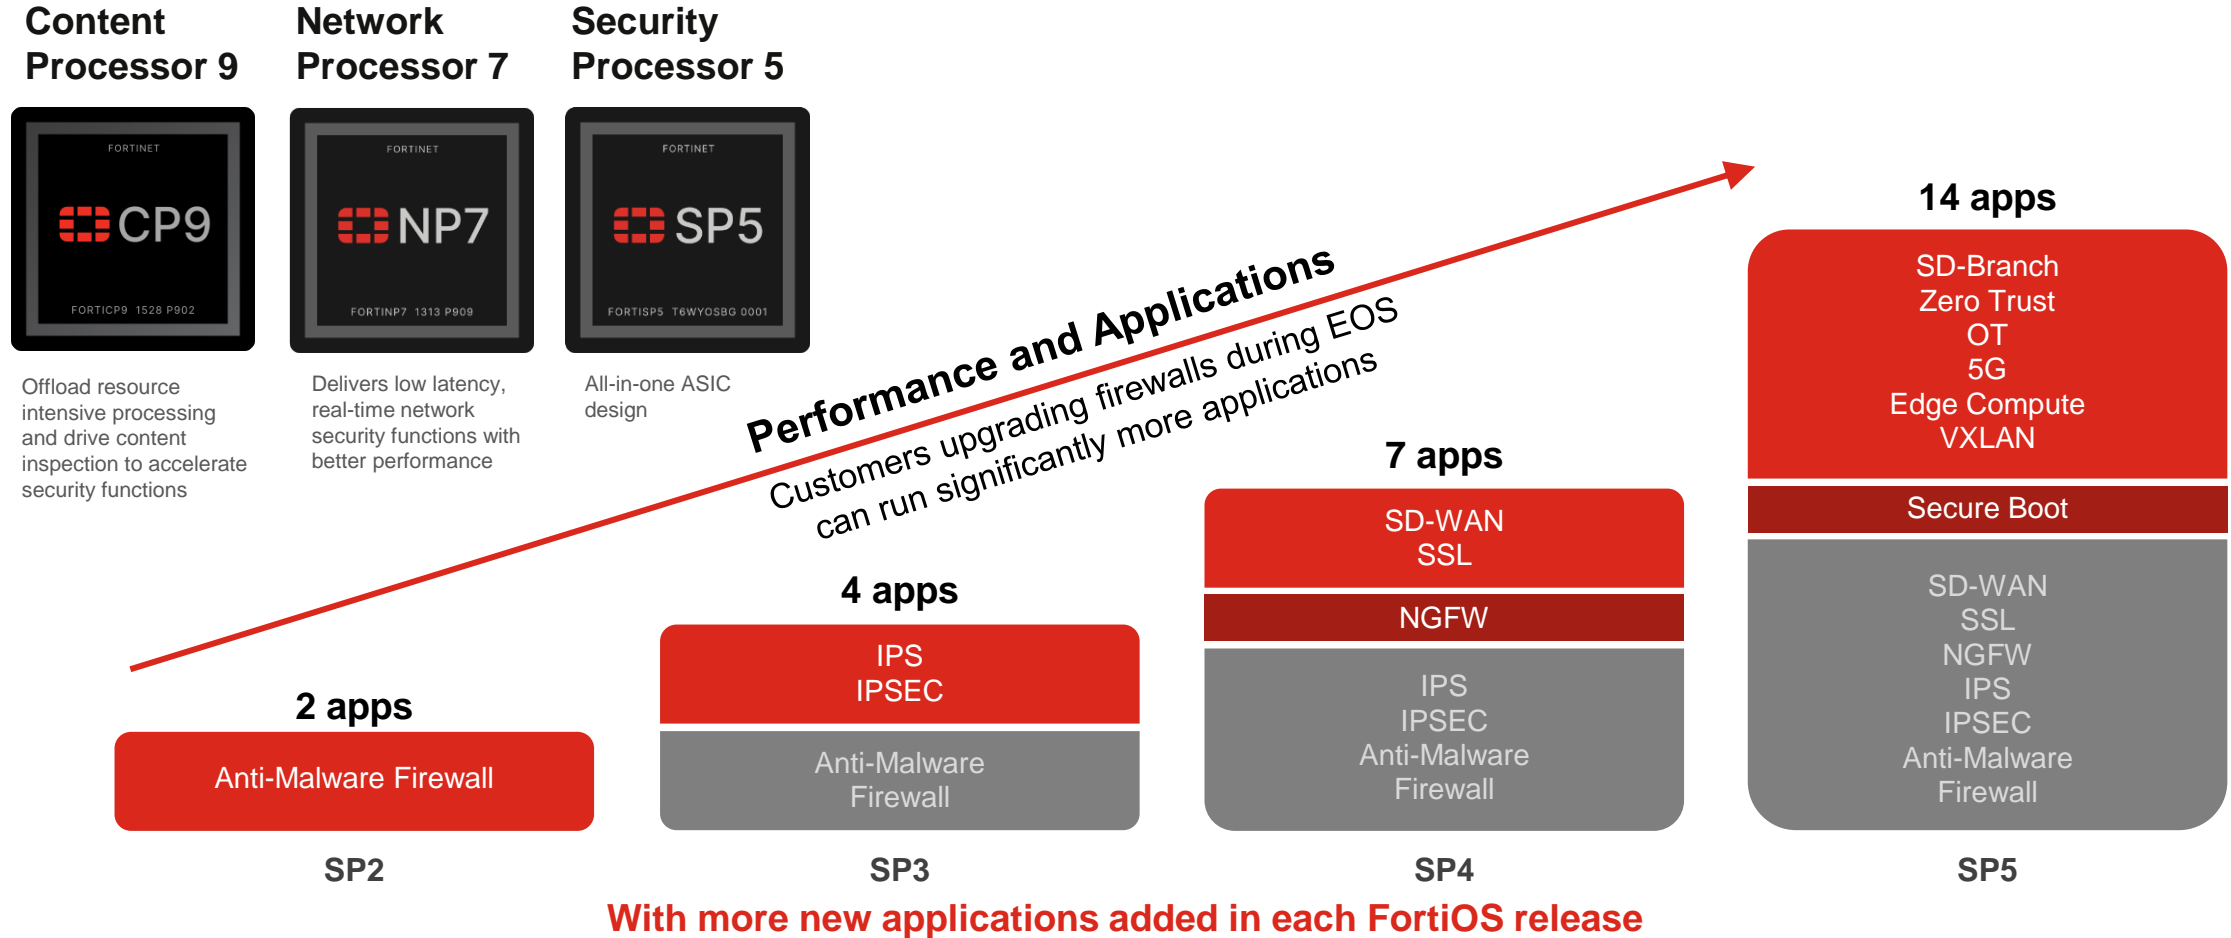 Content
Processor 9
Network
Processor 7
Security
Processor 5
FORTINET
CP9
FORTICP9 1528 P902
FORTINET
NP7
FORTINP7 1313 P909
FORTINET
SP5
FORTISP5 T6WYOSBG 0001
Offload resource
intensive processing
and drive content
inspection to accelerate
security functions
Delivers low latency,
real-time network
security functions with
better performance
All-in-one ASIC
design
Performance and Applications
Customers upgrading firewalls during EOS
can run significantly more applications
2 apps
Anti-Malware Firewall
SP2
4 apps
IPS
IPSEC
Anti-Malware
Firewall
SP3
7 apps
SD-WAN
SSL
NGFW
IPS
IPSEC
Anti-Malware
Firewall
SP4
14 apps
SD-Branch
Zero Trust
OT
5G
Edge Compute
VXLAN
Secure Boot
SD-WAN
SSL
NGFW
IPS
IPSEC
Anti-Malware
Firewall
SP5
With more new applications added in each FortiOS release